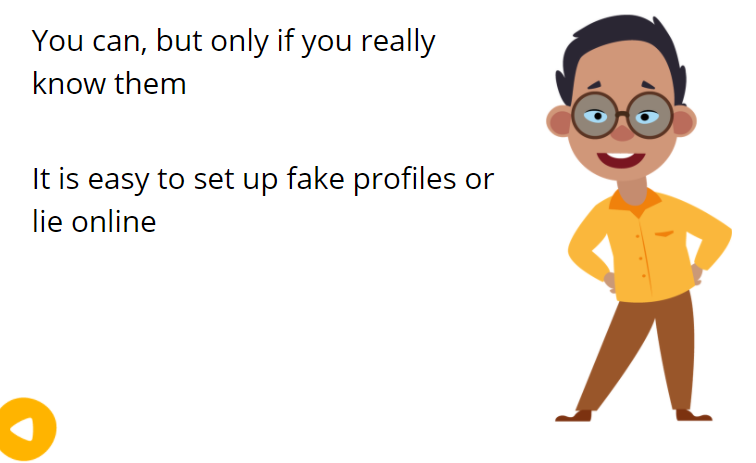 You can, but only if you really
know them
It is easy to set up fake profiles or
lie online